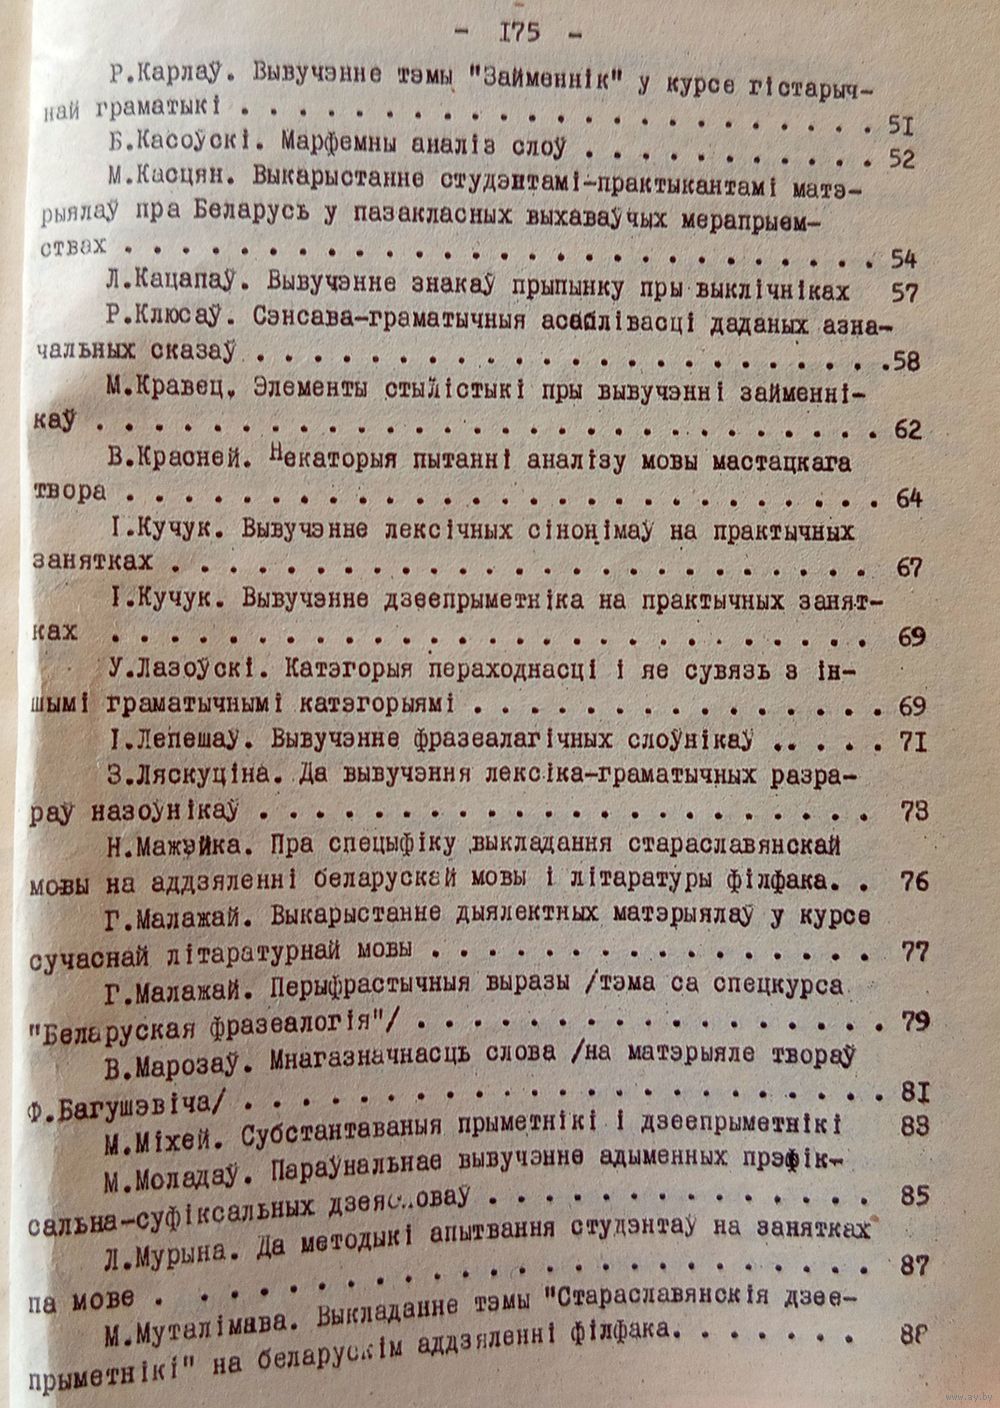 - 175 -
Р.Карлаў. Вывучэнне тэмы "Займеннік" у курсе гістарыч-
най граматыкі . . . . . . . . . . . . . . . . . . . . . . 51
Б.Касоўскі. Марфемны аналіз слоў . . . . . . . . . . 52
М.Касцян. Выкарыстанне студэнтамі-практыкантамі матэ-
рыялаў пра Беларусь у пазакласных выхаваўчых мерапрыем-
ствах . . . . . . . . . . . . . . . . . . . . . . . . . . 54
Л.Кацапаў. Вывучэнне знакаў прыпынку пры выклічніках 57
Р.Клюсаў. Сэнсава-граматычныя асаблівасці даданых азна-
чальных сказаў . . . . . . . . . . . . . . . . . . . . . .58
М.Кравец. Элементы стылістыкі пры вывучэнні займенні-
каў . . . . . . . . . . . . . . . . . . . . . . . . . . . 62
В.Красней. Некаторыя пытанні аналізу мовы мастацкага
твора . . . . . . . . . . . . . . . . . . . . . . . . . . 64
І.Кучук. Вывучэнне лексічных сінонімаў на практычных
занятках . . . . . . . . . . . . . . . . . . . . . . . . 67
І.Кучук. Вывучэнне дзеепрыметніка на практычных занят-
ках . . . . . . . . . . . . . . . . . . . . . . . . . . 69
У.Лазоўскі. Катэгорыя пераходнасці і яе сувязь з ін-
шымі граматычнымі катэгорыямі . . . . . . . . . . . . . . 69
І.Лепешаў. Вывучэнне фразеалагічных слоўнікаў .. . . . 71
З.Ляскуціна. Да вывучэння лексіка-граматычных разра-
раў назоўнікаў . . . . . . . . . . . . . . . . . . . . . 73
Н.Мажэйка. Пра спецыфіку выкладання стараславянскай
мовы на аддзяленні беларускай мовы і літаратуры філфака. . 76
Г.Малажай. Выкарыстанне дыялектных матэрыялаў у курсе
сучаснай літаратурнай мовы . . . . . . . . . . . . . . . . 77
Г.Малажай. Перыфрастычныя выразы /тэма са спецкурса
"Беларуская фразеалогія"/ . . . . . . . . . . . . . . . . 79
В.Марозаў. Мнагазначнасць слова /на матэрыяле твораў
Ф.Багушэвіча/ . . . . . . . . . . . . . . . . . . . . . . 81
М.Міхей. Субстантаваныя прыметнікі і дзеепрыметнікі 83
М.Моладаў. Параўнальнае вывучэнне адыменных прэфік-
сальна-суфіксальных дзеясловаў . . . . . . . . . . . . . . 85
Л.Мурына. Да методыкі апытвання студэнтаў на занятках
па мове . . . . . . . . . . . . . . . . . . . . . . . . . 87
М.Муталімава. Выкладанне тэмы "Стараславянскія дзее-
прыметнікі" на беларускім аддзяленні філфака. . . . . . . 88
www.ay.by